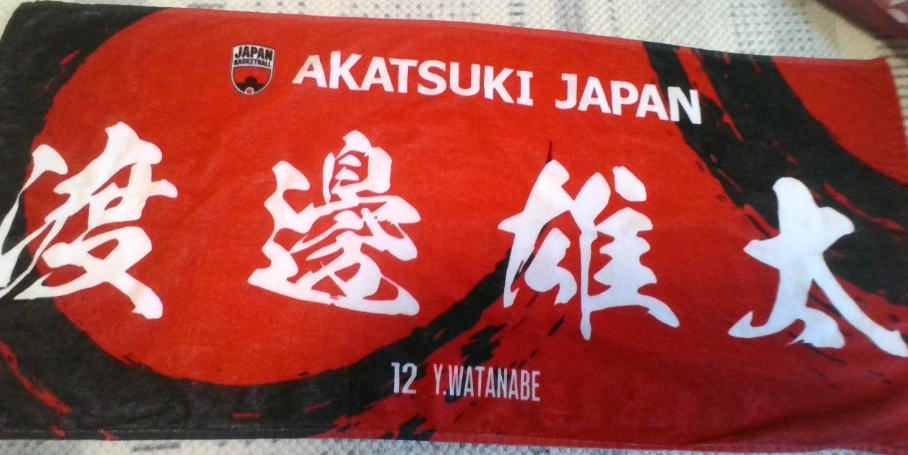 JAPAN
BASKETBALL
AKATSUKI JAPAN
渡邊雄太
12 Y.WATANABE